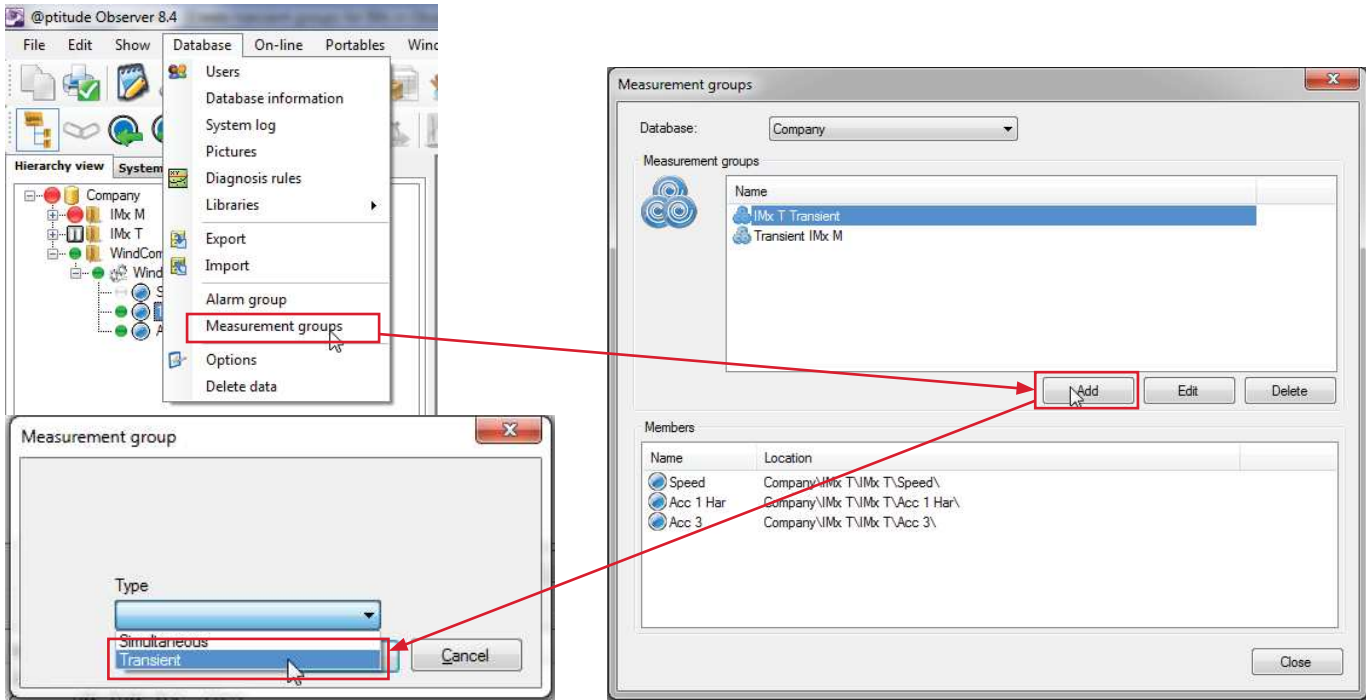 @ptitude Observer 8.4
File Edit Show Database On-line Portables
Users
Database information
System log
Pictures
Diagnosis rules
Libraries
Export
Import
Alarm group
Measurement groups
Options
Delete data
Hierarchy view System
Company
IMx M
IMx T
Measurement groups
Database: Company
Measurement groups
Name
IMx T Transient
Transient IMx M
Add Edit Delete
Members
Name Location
Speed Company\IMx T\IMx T\Speed\
Acc 1 Har Company\IMx T\IMx T\Acc 1 Har\
Acc 3 Company\IMx T\IMx T\Acc 3\
Close
Measurement group
Type
Simultaneous
Transient
Cancel